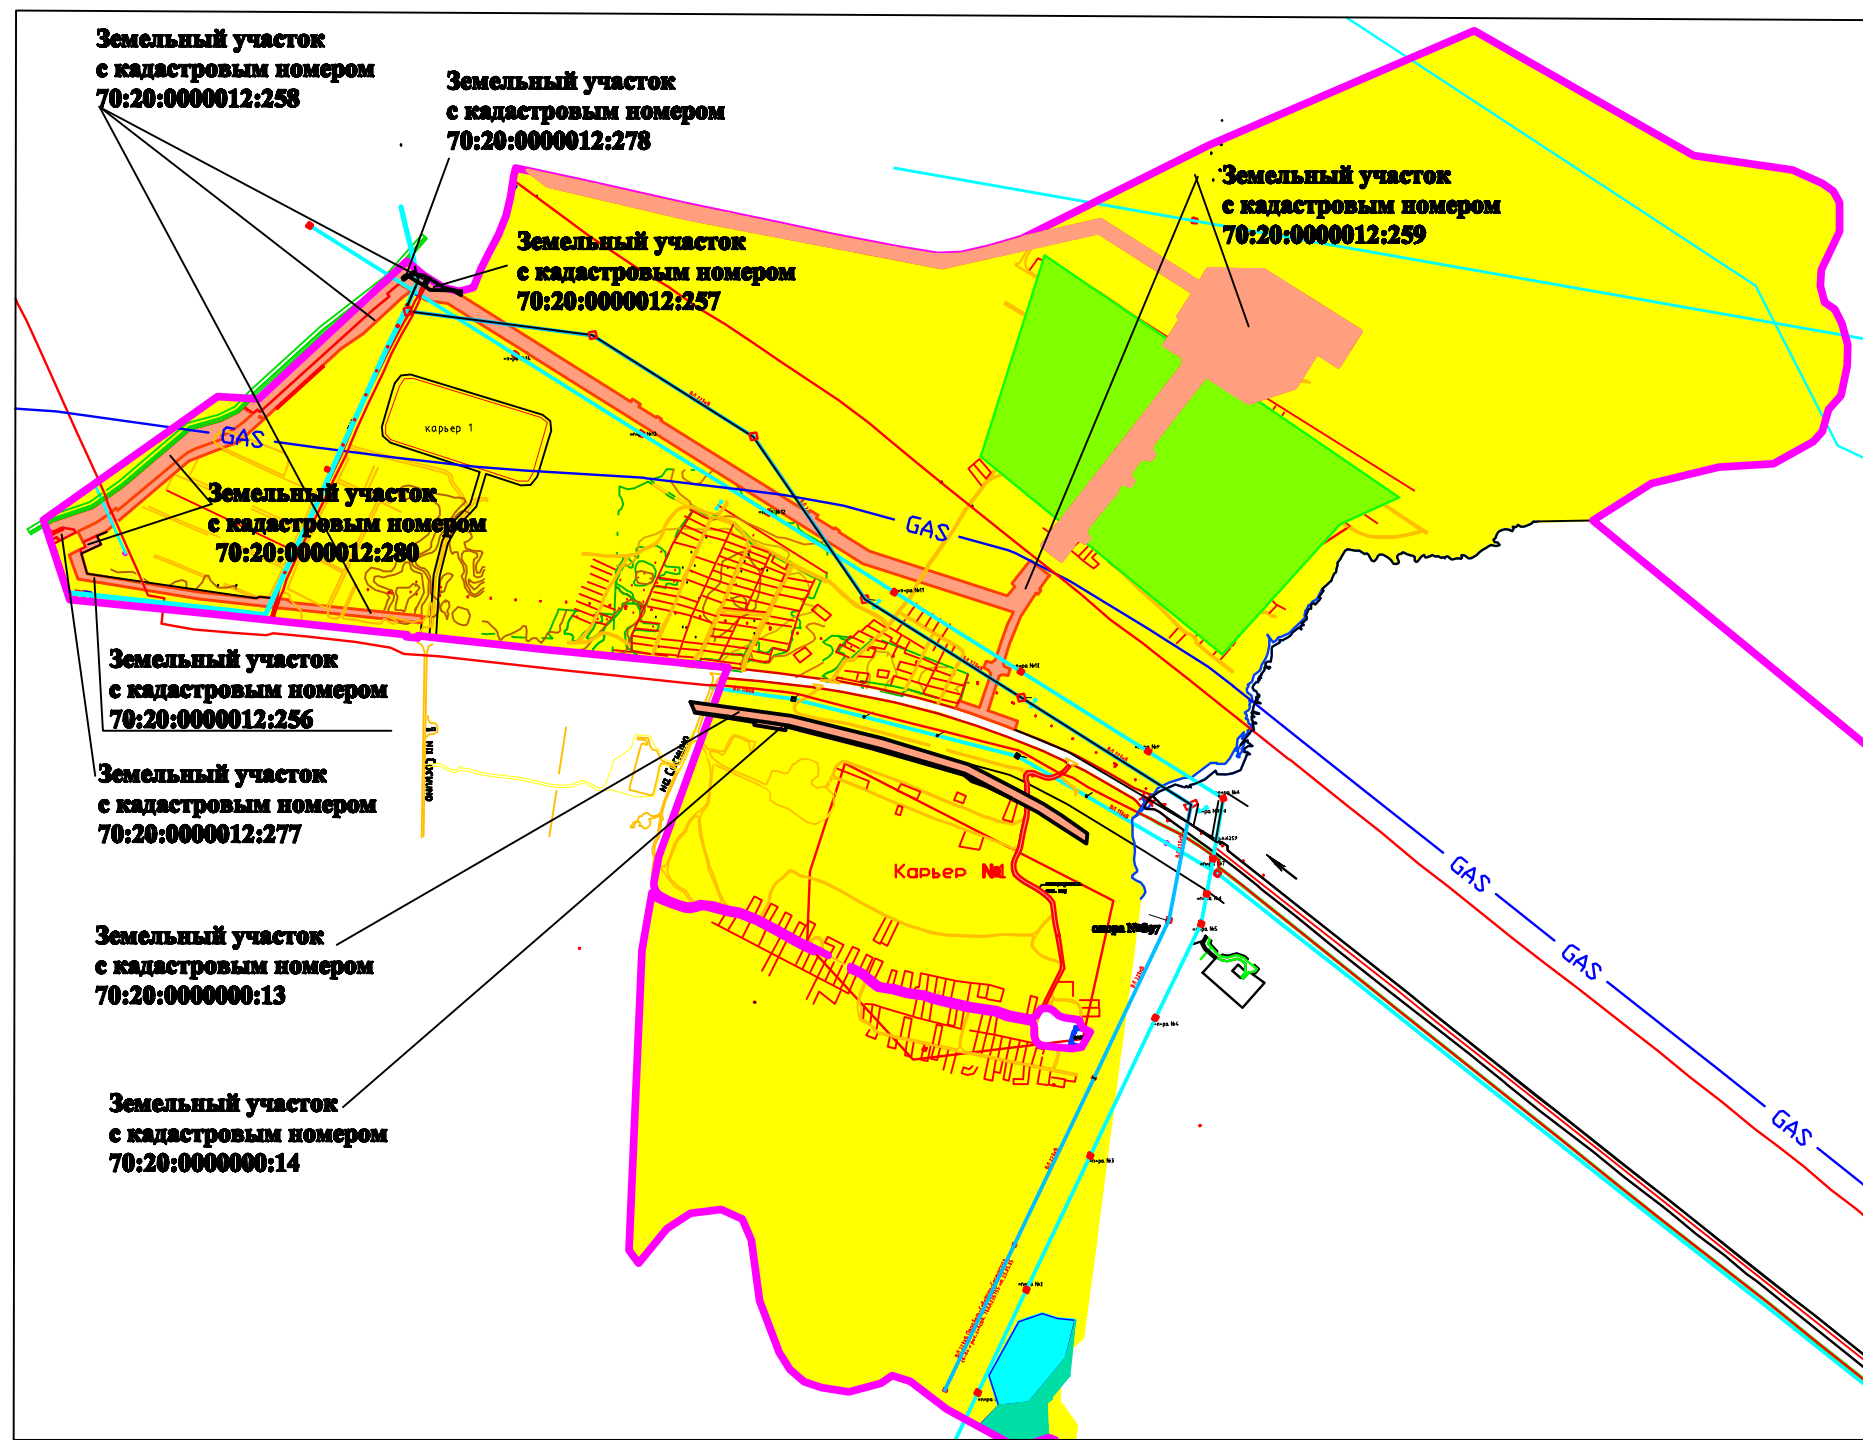 Земельный участок
с кадастровым номером
70:20:0000012:258
Земельный участок
с кадастровым номером
70:20:0000012:278
Земельный участок
с кадастровым номером
70:20:0000012:259
Земельный участок
с кадастровым номером
70:20:0000012:257
карьер 1
GAS
Земельный участок
с кадастровым номером
70:20:0000012:280
GAS
Земельный участок
с кадастровым номером
70:20:0000012:256
Земельный участок
с кадастровым номером
70:20:0000012:277
Карьер №1
GAS
Земельный участок
с кадастровым номером
70:20:0000000:13
GAS
Земельный участок
с кадастровым номером
70:20:0000000:14
GAS